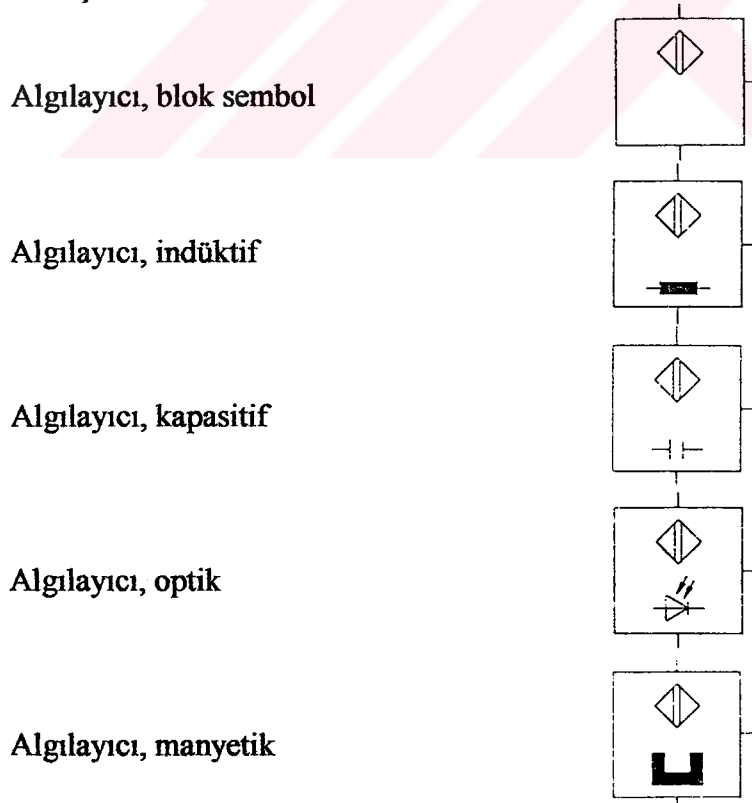 Algılayıcı, blok sembol
Algılayıcı, indüktif
Algılayıcı, kapasitif
Algılayıcı, optik
Algılayıcı, manyetik